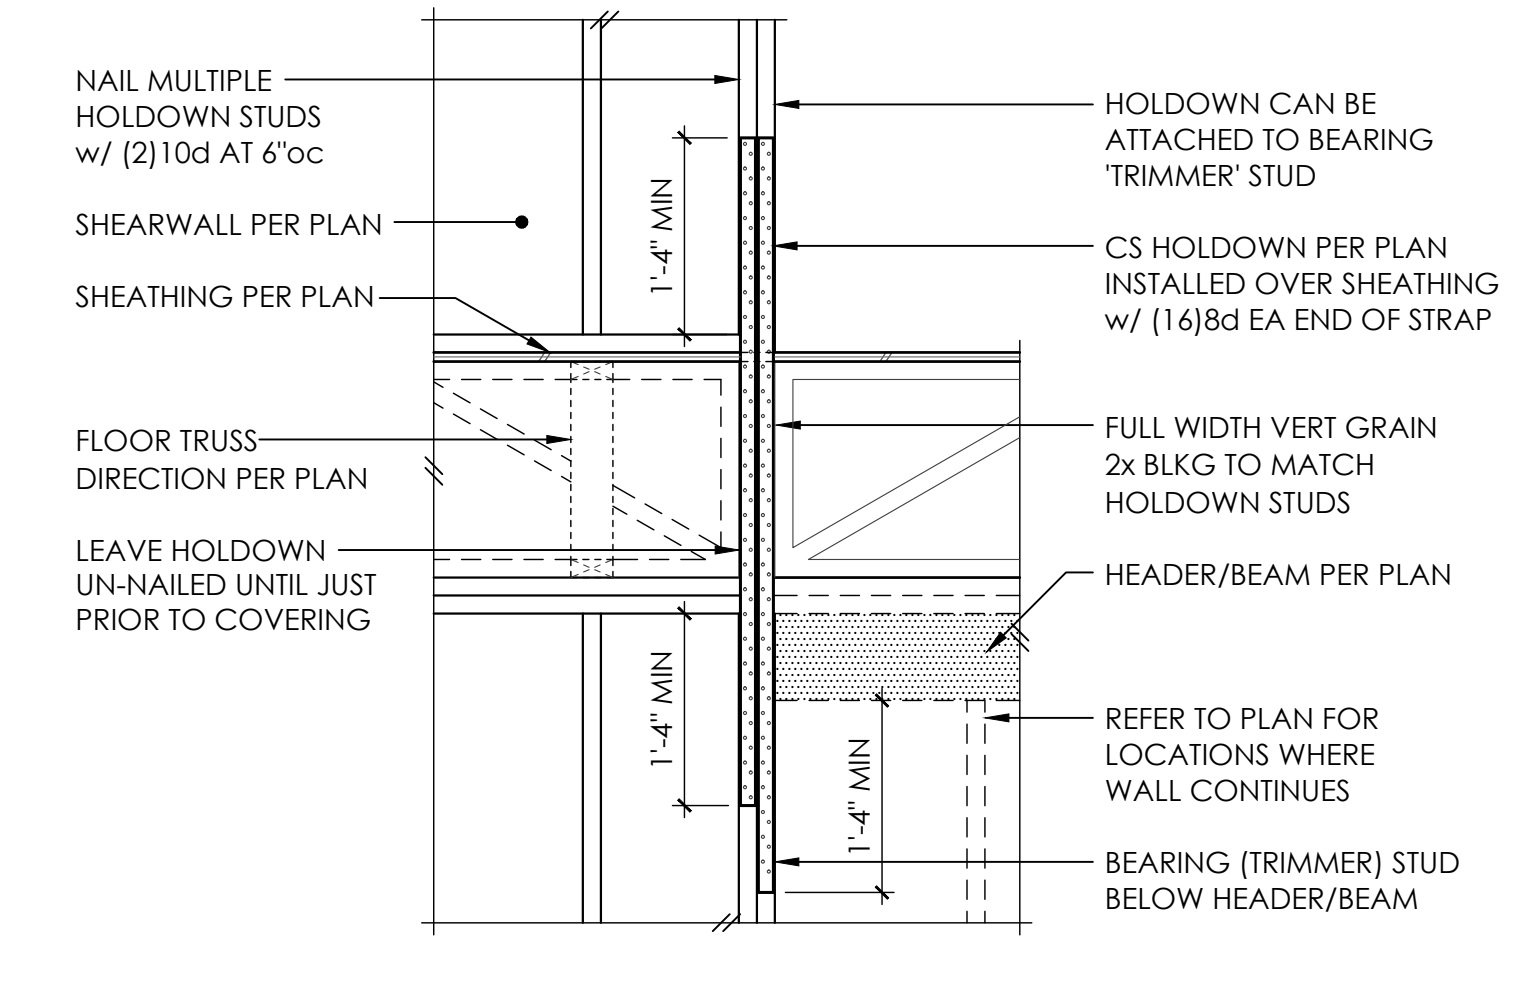 NAIL MULTIPLE
HOLDOWN STUDS
w/ (2)10d AT 6"oc
SHEARWALL PER PLAN
SHEATHING PER PLAN
FLOOR TRUSS
DIRECTION PER PLAN
LEAVE HOLDOWN
UN-NAILED UNTIL JUST
PRIOR TO COVERING
1'-4" MIN
1'-4" MIN
1'-4" MIN
HOLDOWN CAN BE
ATTACHED TO BEARING
'TRIMMER' STUD
CS HOLDOWN PER PLAN
INSTALLED OVER SHEATHING
w/ (16)8d EA END OF STRAP
FULL WIDTH VERT GRAIN
2x BLKG TO MATCH
HOLDOWN STUDS
HEADER/BEAM PER PLAN
REFER TO PLAN FOR
LOCATIONS WHERE
WALL CONTINUES
BEARING (TRIMMER) STUD
BELOW HEADER/BEAM